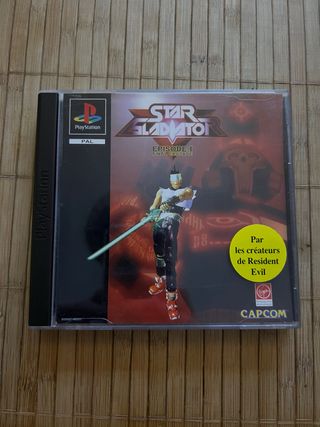 PlayStation
PAL
STAR
GLADIATOR
EPISODE I
Par
les créateurs
de Resident
Evil
CAPCOM
PlayStation